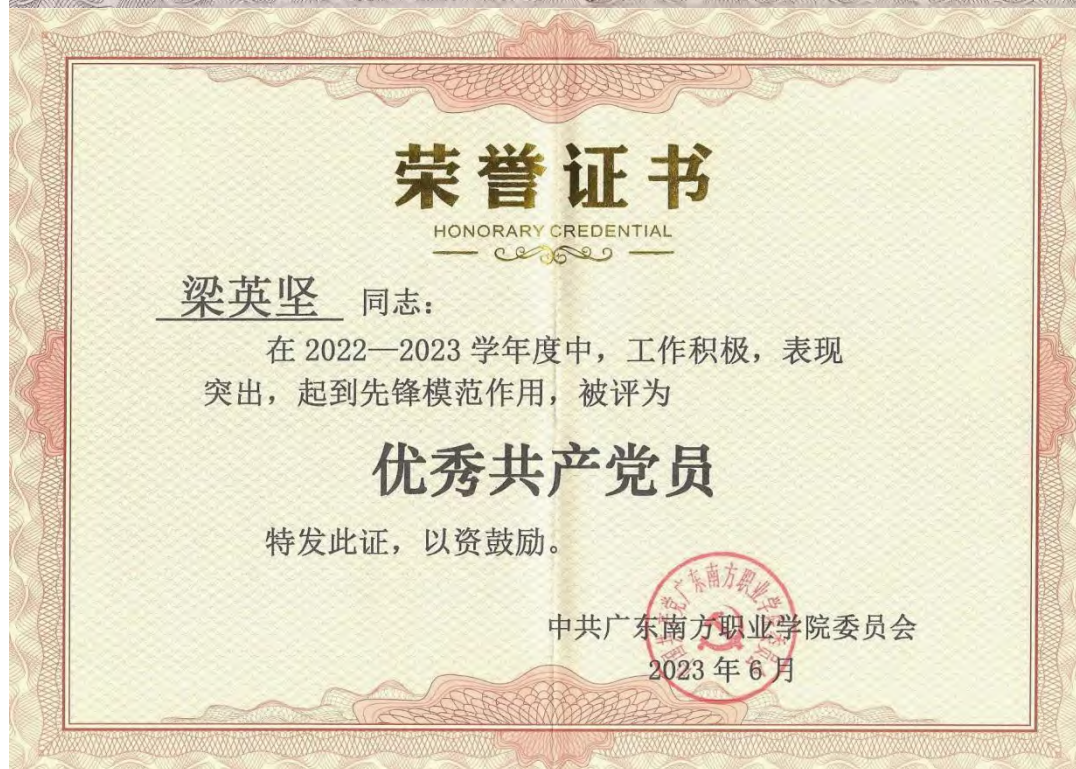 荣誉证书
HONORARY CREDENTIAL
梁英坚 同志:
在 2022—2023 学年度中,工作积极,表现
突出,起到先锋模范作用,被评为
优秀共产党员
特发此证,以资鼓励。
中共广东南方职业学院委员会
2023 年 6 月